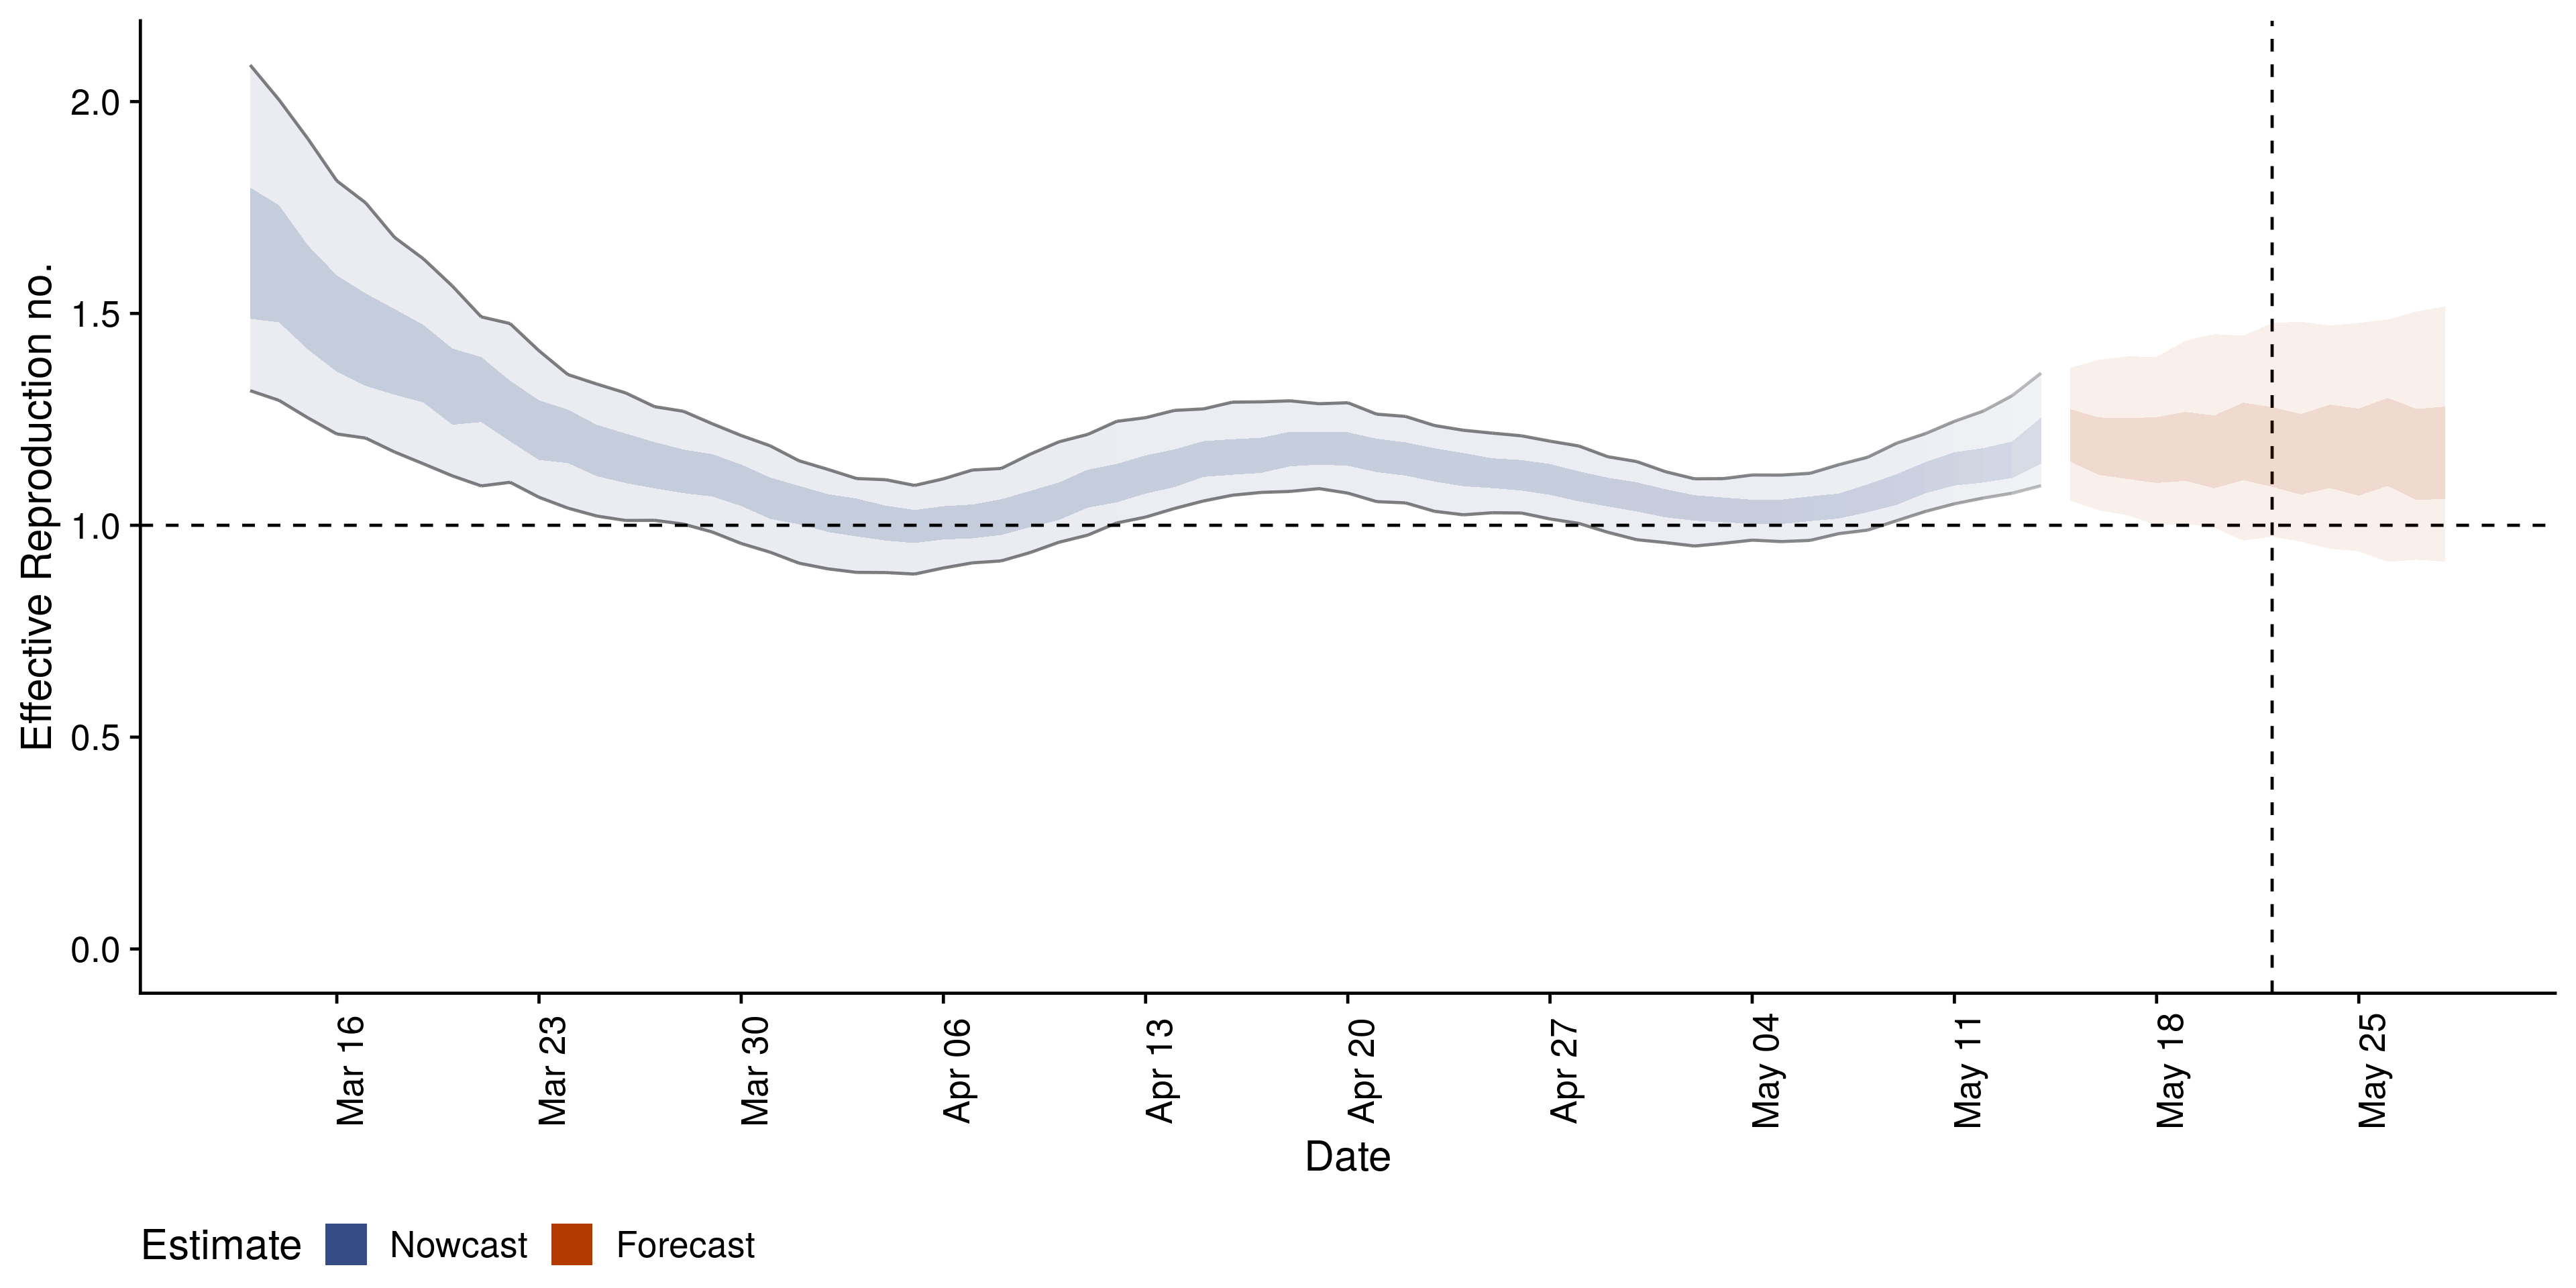 Effective Reproduction no.
2.0
1.5
1.0
0.5
0.0
Mar 16
Mar 23
Mar 30
Apr 06
Apr 13
Apr 20
Apr 27
May 04
May 11
May 18
May 25
Date
Estimate Nowcast Forecast